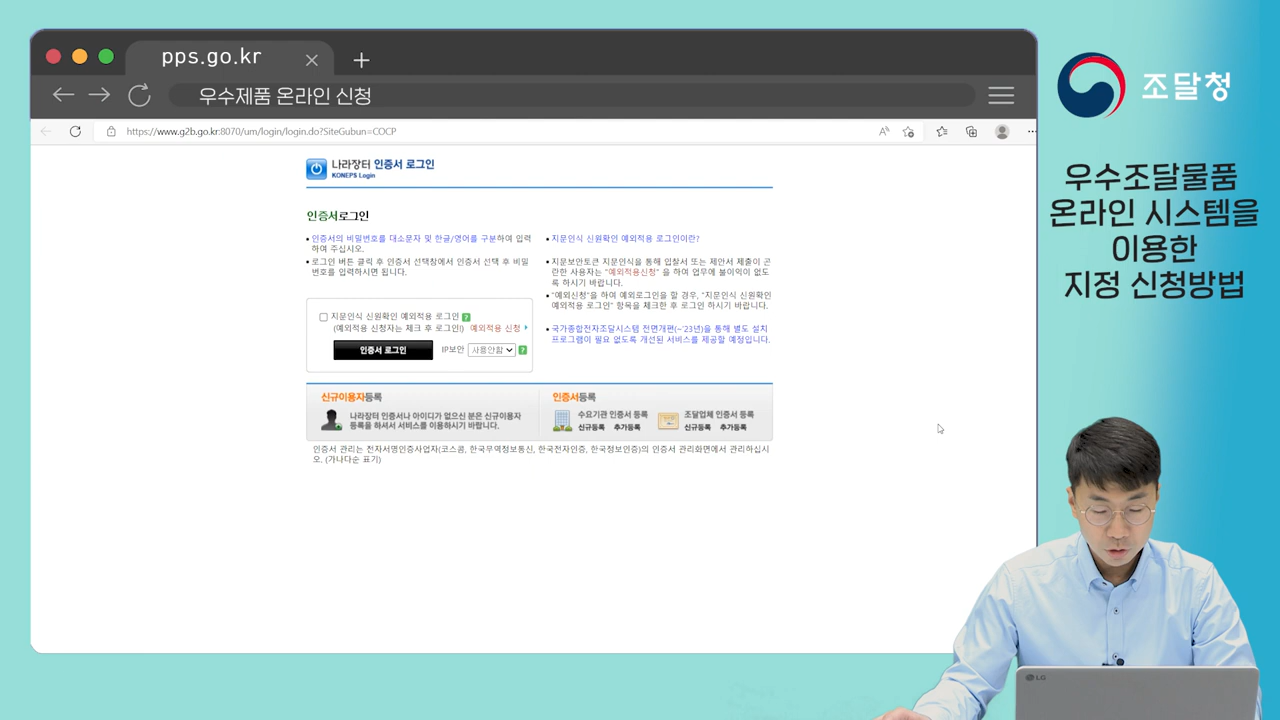 pps.go.kr
우수제품 온라인 신청
https://www.g2b.go.kr:8070/um/login/login.do?SiteGubun=COCP
나라장터 인증서 로그인
KONEPS Login
인증서로그인
인증서의 비밀번호를 대소문자 및 한글/영어를 구분하여 입력
하여 주십시오.
로그인 버튼 클릭 후 인증서 선택창에서 인증서 선택 후 비밀
번호를 입력하시면 됩니다.
지문인식 신원확인 예외적용 로그인
(예외적용 신청자는 체크 후 로그인!) 예외적용 신청
인증서 로그인 IP보안 사용안함
지문인식 신원확인 예외적용 로그인이란?
지문보안토큰 지문인식을 통해 입찰서 또는 제안서 제출이 곤
란한 사용자는 "예외적용신청" 을 하여 업무에 불이익이 없도
록 하시기 바랍니다.
"예외신청"을 하여 예외로그인을 할 경우, "지문인식 신원확인
예외적용 로그인" 항목을 체크한 후 로그인 하시기 바랍니다.
국가종합전자조달시스템 전면개편(~'23년)을 통해 별도 설치
프로그램이 필요 없도록 개선된 서비스를 제공할 예정입니다.
신규이용자등록
나라장터 인증서나 아이디가 없으신 분은 신규이용자
등록을 하셔서 서비스를 이용하시기 바랍니다.
인증서등록
수요기관 인증서 등록
신규등록 추가등록
조달업체 인증서 등록
신규등록 추가등록
인증서 관리는 전자서명인증사업자(코스콤, 한국무역정보통신, 한국전자인증, 한국정보인증)의 인증서 관리화면에서 관리하십시
오. (가나다순 표기)
조달청
우수조달물품
온라인 시스템을
이용한
지정 신청방법
LG